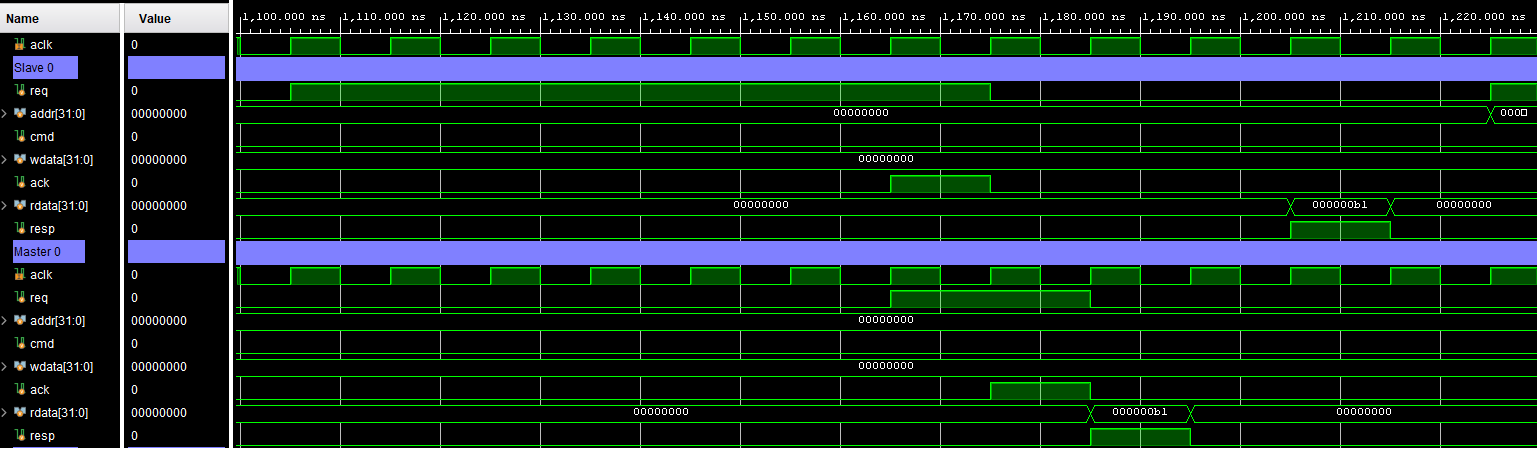 Name Value 1,100.000 ns 1,110.000 ns 1,120.000 ns 1,130.000 ns 1,140.000 ns 1,150.000 ns 1,160.000 ns 1,170.000 ns 1,180.000 ns 1,190.000 ns 1,200.000 ns 1,210.000 ns 1,220.000 ns
aclk 0
Slave 0
req 0
addr[31:0] 00000000 00000000 000
cmd 0
wdata[31:0] 00000000 00000000
ack 0
rdata[31:0] 00000000 00000000 000000b1 00000000
resp 0
Master 0
aclk 0
req 0
addr[31:0] 00000000 00000000
cmd 0
wdata[31:0] 00000000 00000000
ack 0
rdata[31:0] 00000000 00000000 000000b1 00000000
resp 0